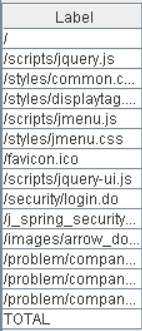 Label
/
/scripts/jquery.js
/styles/common.c...
/styles/displaytag....
/scripts/jmenu.js
/styles/jmenu.css
/favicon.ico
/scripts/jquery-ui.js
/security/login.do
/j_spring_security...
/images/arrow_do...
/problem/compan...
/problem/compan...
/problem/compan...
TOTAL